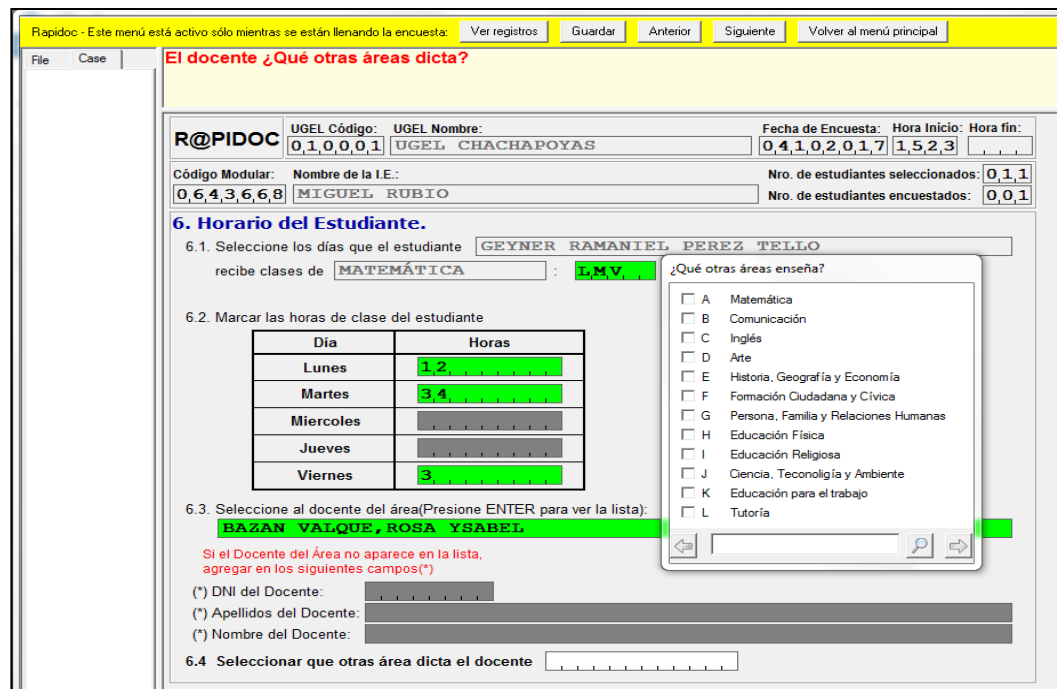 Rapidoc - Este menú está activo sólo mientras se están llenando la encuesta: Ver registros Guardar Anterior Siguiente Volver al menú principal
File Case
El docente ¿Qué otras áreas dicta?
R@PIDOC
UGEL Código: UGEL Nombre: Fecha de Encuesta: Hora Inicio: Hora fin:
010001 UGEL CHACHAPOYAS 04102017 1523
Código Modular: Nombre de la I.E.: Nro. de estudiantes seleccionados: 011
0643668 MIGUEL RUBIO Nro. de estudiantes encuestados: 001
6. Horario del Estudiante.
6.1. Seleccione los días que el estudiante GEYNER RAMANIEL PEREZ TELLO
recibe clases de MATEMÁTICA : LMV
6.2. Marcar las horas de clase del estudiante
Día Horas
Lunes 12
Martes 34
Miercoles
Jueves
Viernes 3
6.3. Seleccione al docente del área(Presione ENTER para ver la lista):
BAZAN VALQUE,ROSA YSABEL
Si el Docente del Área no aparece en la lista,
agregar en los siguientes campos(*)
(*) DNI del Docente:
(*) Apellidos del Docente:
(*) Nombre del Docente:
6.4 Seleccionar que otras área dicta el docente
¿Qué otras áreas enseña?
A Matemática
B Comunicación
C Inglés
D Arte
E Historia, Geografía y Economía
F Formación Ciudadana y Cívica
G Persona, Familia y Relaciones Humanas
H Educación Física
I Educación Religiosa
J Ciencia, Teconoligía y Ambiente
K Educación para el trabajo
L Tutoría